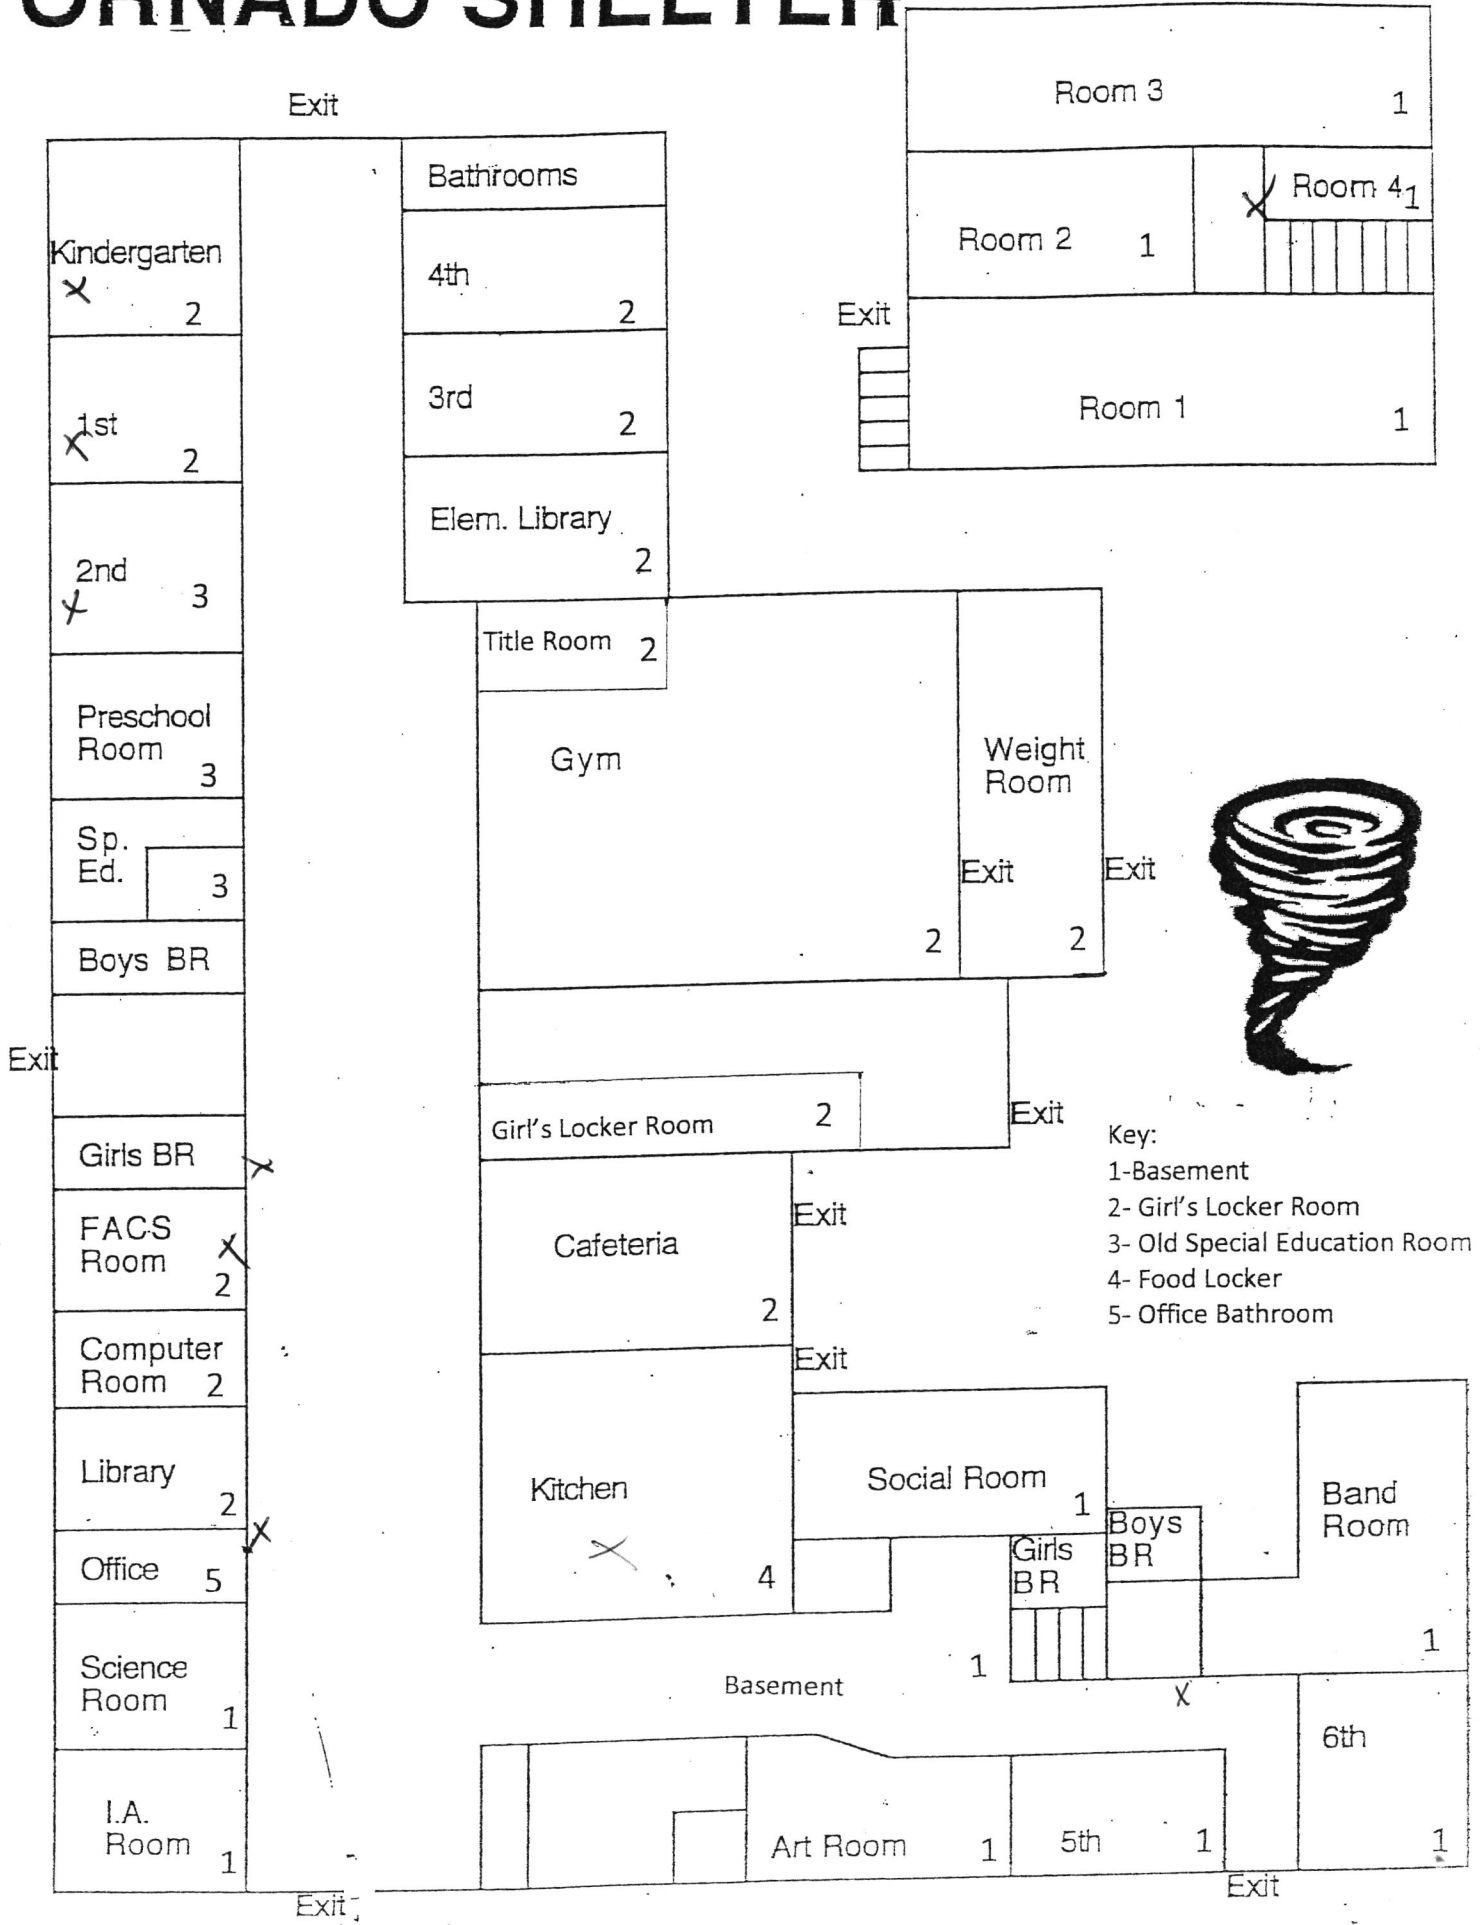 ORNADO SHELTER
Exit
Kindergarten
2
1st
2
2nd
3
Preschool
Room
3
Sp.
Ed.
3
Boys BR
Exit
Girls BR
FACS
Room
2
Computer
Room 2
Library
2
Office 5
Science
Room
1
I.A.
Room
1
Exit
Bathrooms
4th
2
3rd
2
Elem. Library
2
Title Room 2
Gym
2
Weight
Room
Exit
2
Exit
Girl's Locker Room 2
Exit
Cafeteria
2
Exit
Exit
Kitchen
4
Social Room
1
Girls
BR
Boys
BR
Band
Room
1
Basement
1
Art Room 1
5th 1
6th
1
Exit
Room 3
1
Room 4 1
Room 2 1
Exit
Room 1
1
Key:
1-Basement
2- Girl's Locker Room
3- Old Special Education Room
4- Food Locker
5- Office Bathroom